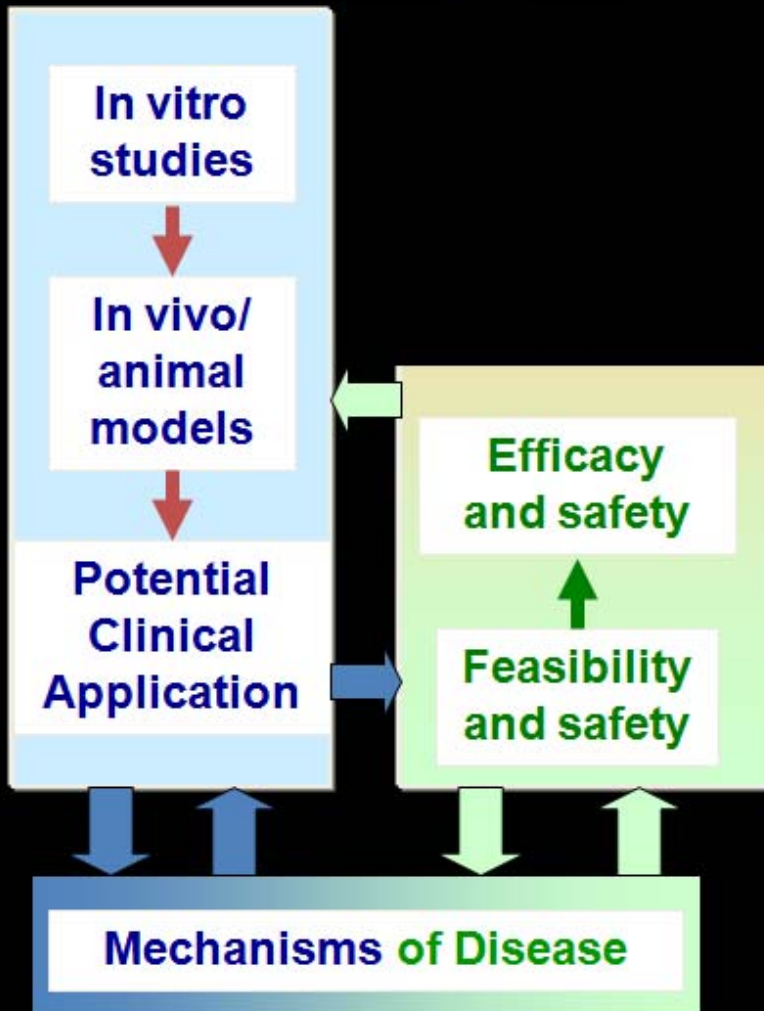 In vitro
studies
In vivo/
animal
models
Potential
Clinical
Application
Efficacy
and safety
Feasibility
and safety
Mechanisms of Disease